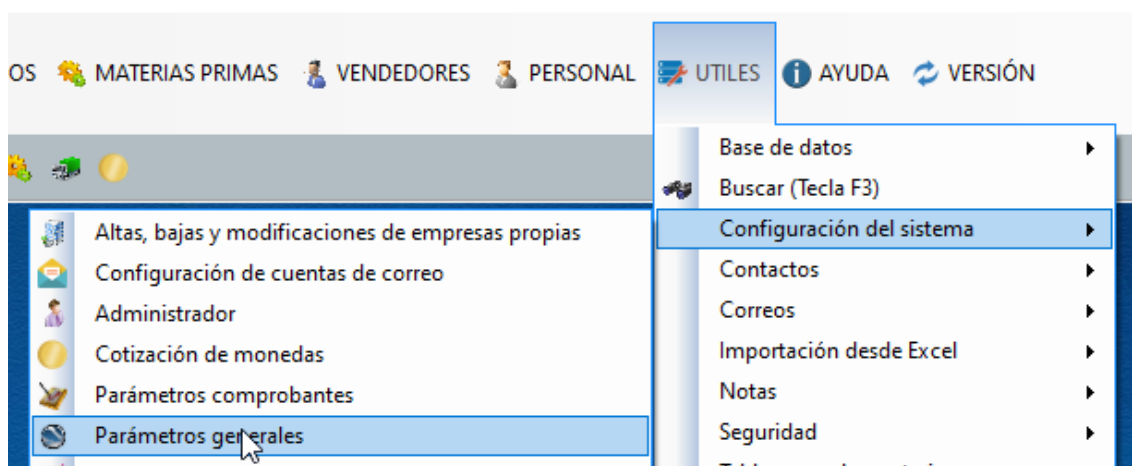 OS MATERIAS PRIMAS VENDEDORES PERSONAL UTILES AYUDA VERSIÓN
Base de datos
Buscar (Tecla F3)
Configuración del sistema
Contactos
Correos
Importación desde Excel
Notas
Seguridad
Altas, bajas y modificaciones de empresas propias
Configuración de cuentas de correo
Administrador
Cotización de monedas
Parámetros comprobantes
Parámetros generales